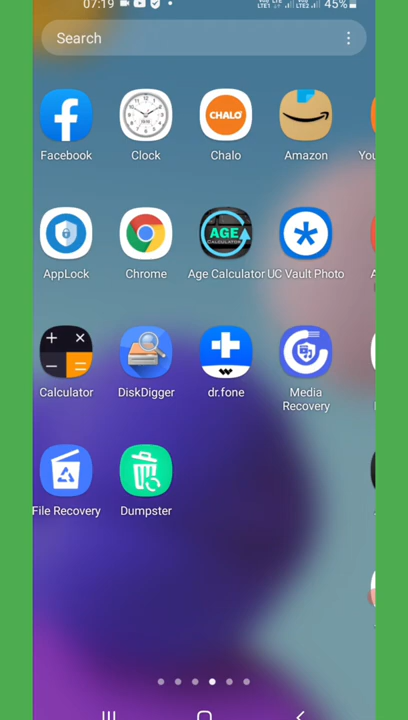 07:19
45%
Search
CHALO
Facebook
Clock
Chalo
Amazon
You
AGE
CALCULATOR
AppLock
Chrome
Age Calculator
UC Vault Photo
Calculator
DiskDigger
dr.fone
Media
Recovery
File Recovery
Dumpster